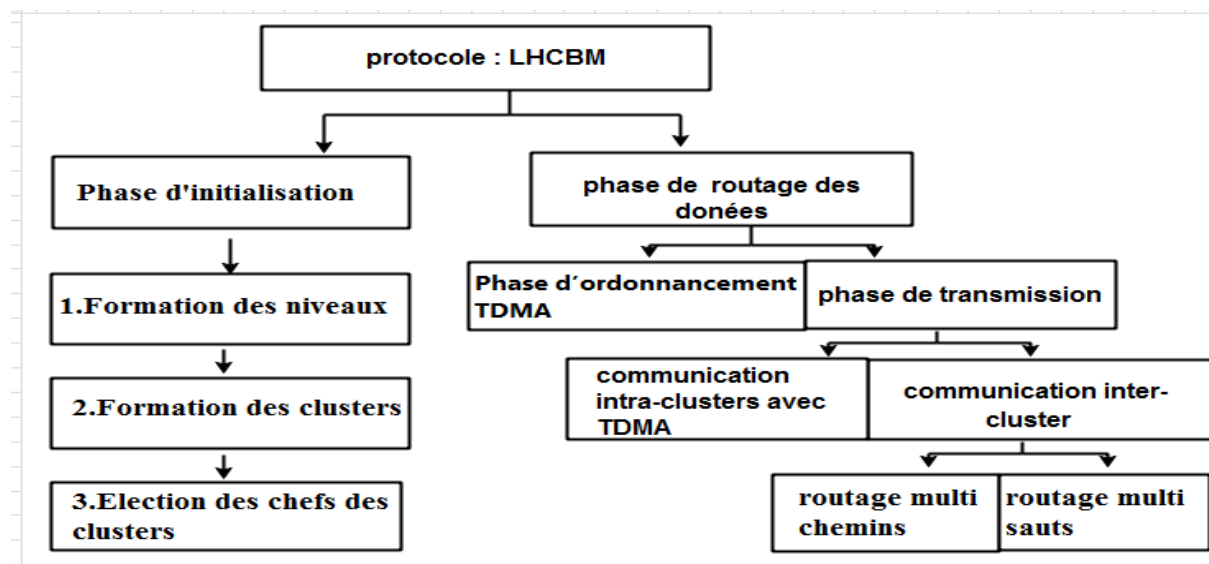 protocole : LHCBM
Phase d'initialisation
phase de routage des
donées
1.Formation des niveaux
Phase d'ordonnancement
TDMA
phase de transmission
2.Formation des clusters
communication
intra-clusters avec
TDMA
communication inter-
cluster
3.Election des chefs des
clusters
routage multi
chemins
routage multi
sauts